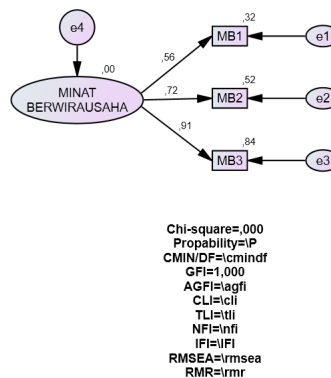 e4
,00
MINAT
BERWIRAUSAHA
,56
,72
,91
,32
MB1
e1
,52
MB2
e2
,84
MB3
e3
Chi-square=,000
Propability=\P
CMIN/DF=\cmindf
GFI=1,000
AGFI=\agfi
CLI=\cli
TLI=\tli
NFI=\nfi
IFI=\IFI
RMSEA=\rmsea
RMR=\rmr